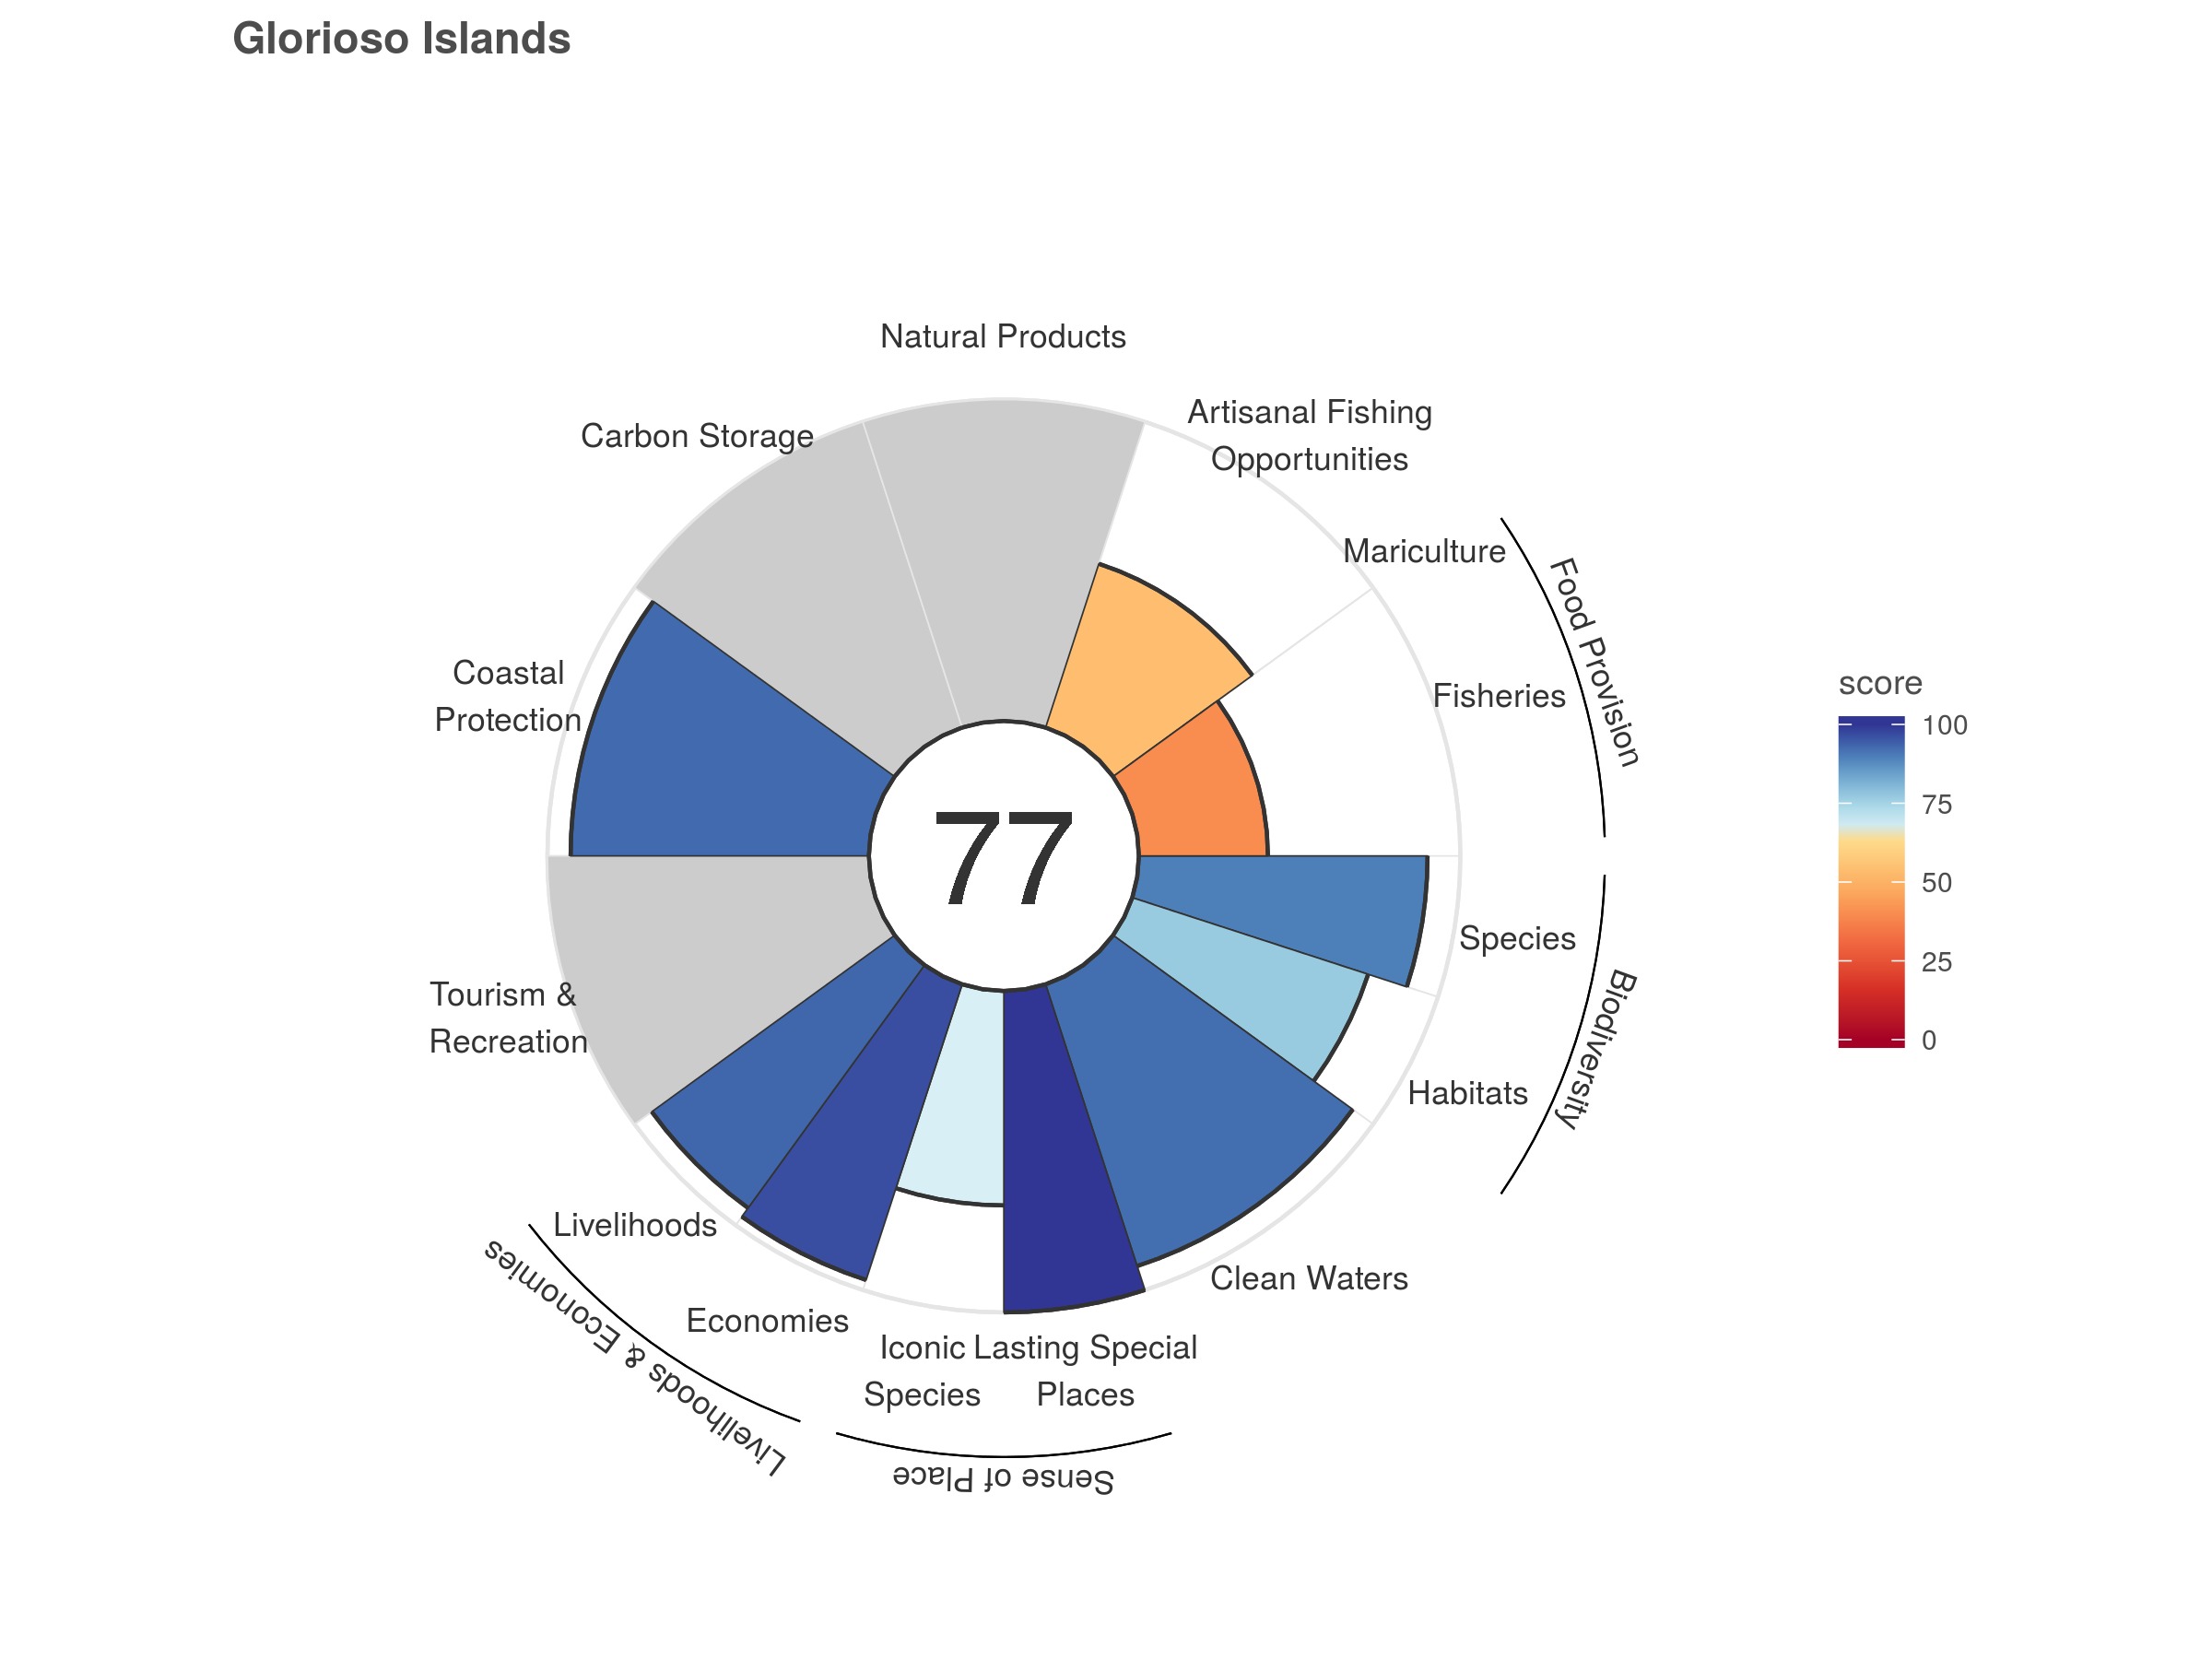 Glorioso Islands
Natural Products
Artisanal Fishing
Opportunities
Carbon Storage
Mariculture
Food Provision
Fisheries
Coastal
Protection
score
100
75
50
25
0
77
Species
Biodiversity
Habitats
Tourism &
Recreation
Livelihoods
Livelihoods & Economies
Economies
Clean Waters
Iconic
Species
Lasting Special
Places
Sense of Place